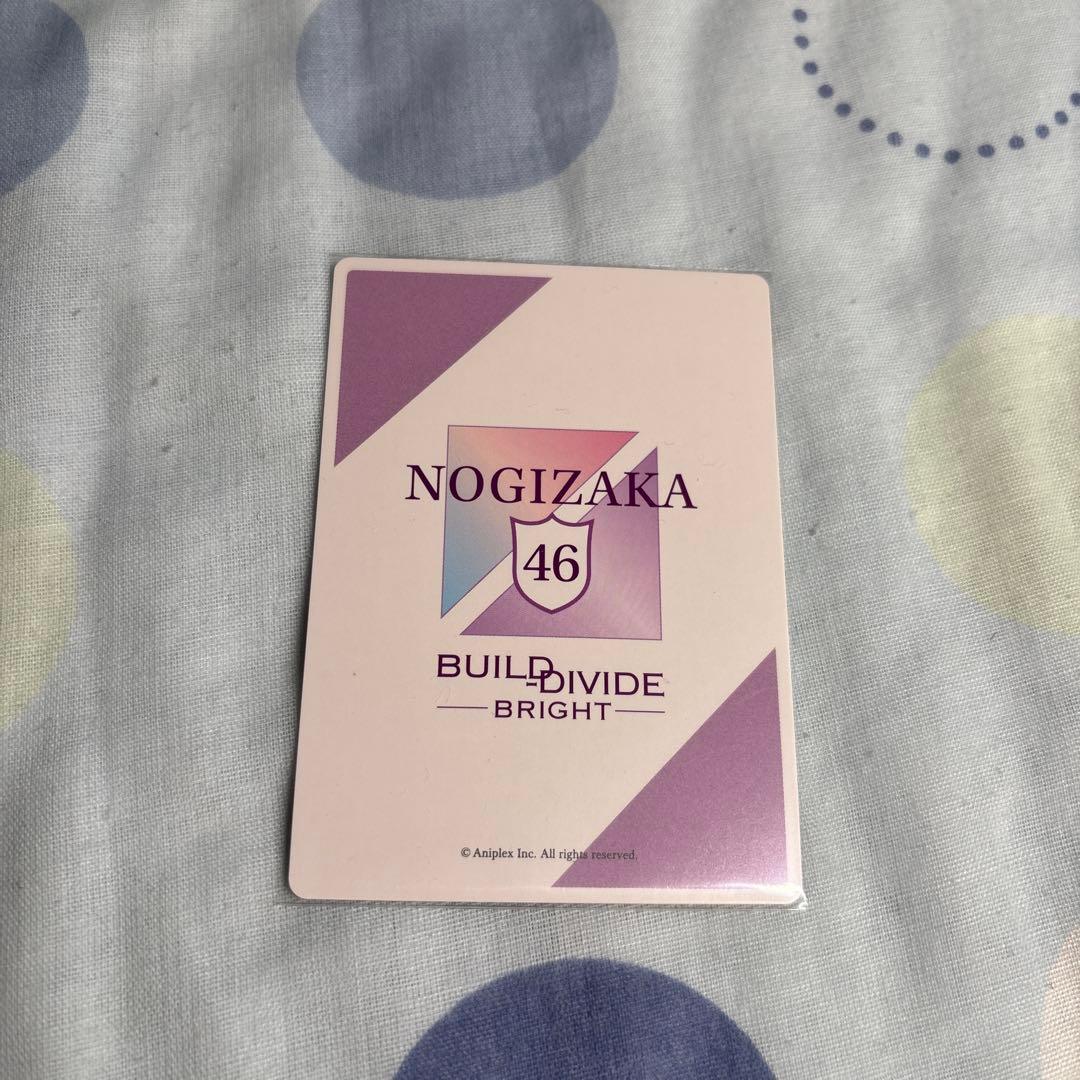 NOGIZAKA
46
BUILD-DIVIDE
BRIGHT
© Aniplex Inc. All rights reserved.